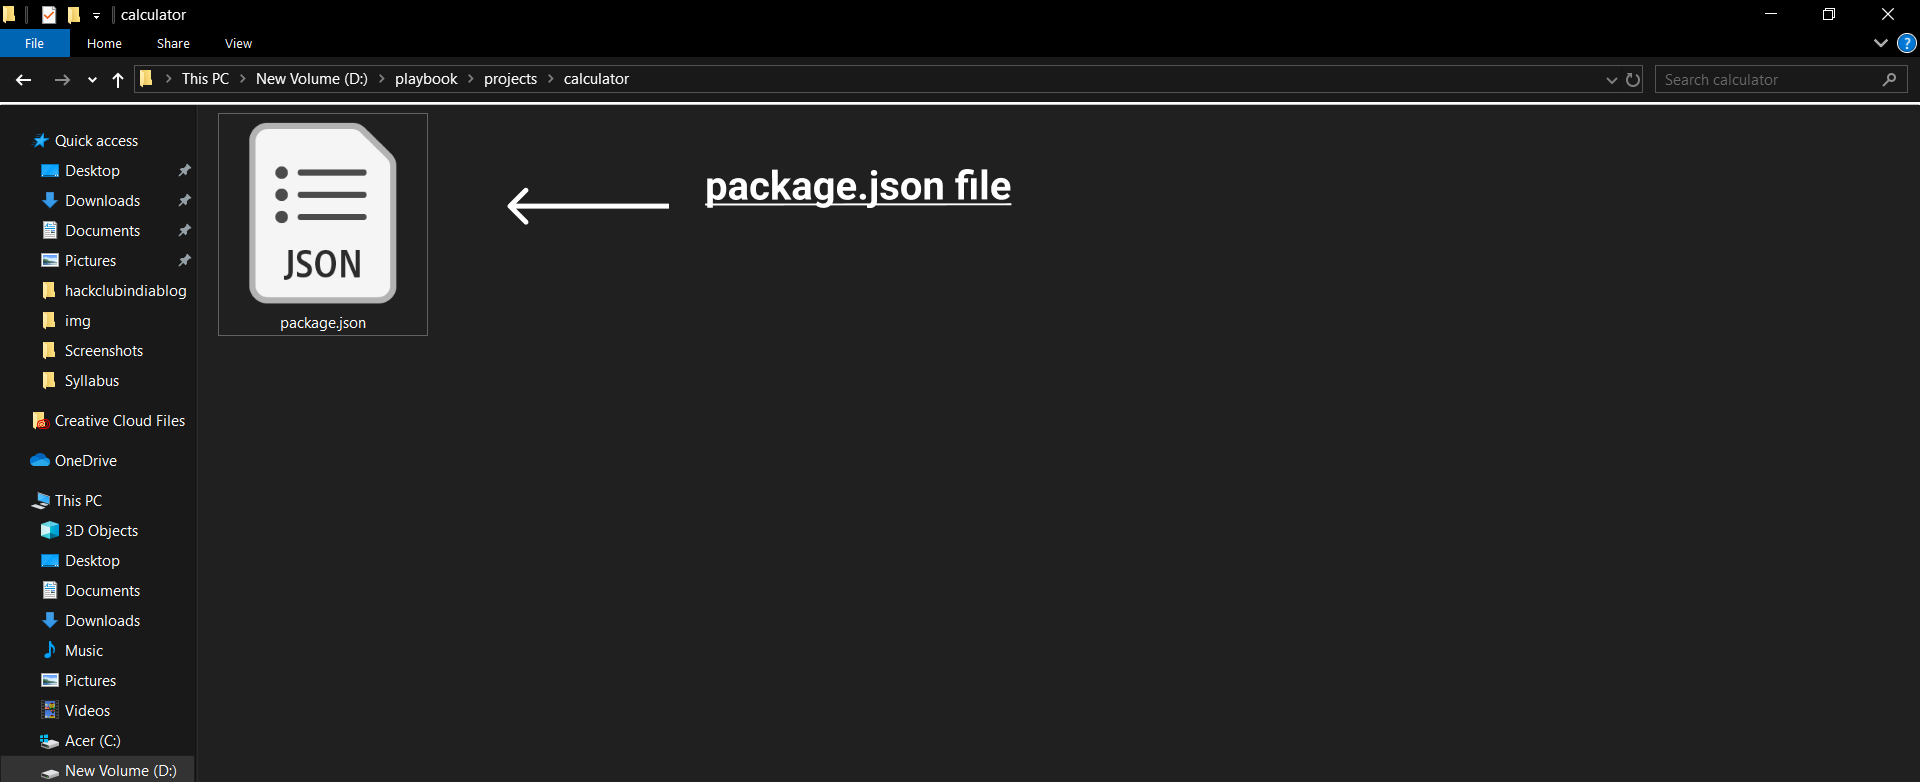 calculator
File Home Share View
?
This PC New Volume (D:) playbook projects calculator
Search calculator
Quick access
Desktop
Downloads
Documents
Pictures
hackclubindiablog
img
Screenshots
Syllabus
Creative Cloud Files
OneDrive
This PC
3D Objects
Desktop
Documents
Downloads
Music
Pictures
Videos
Acer (C:)
New Volume (D:)
JSON
package.json
package.json file